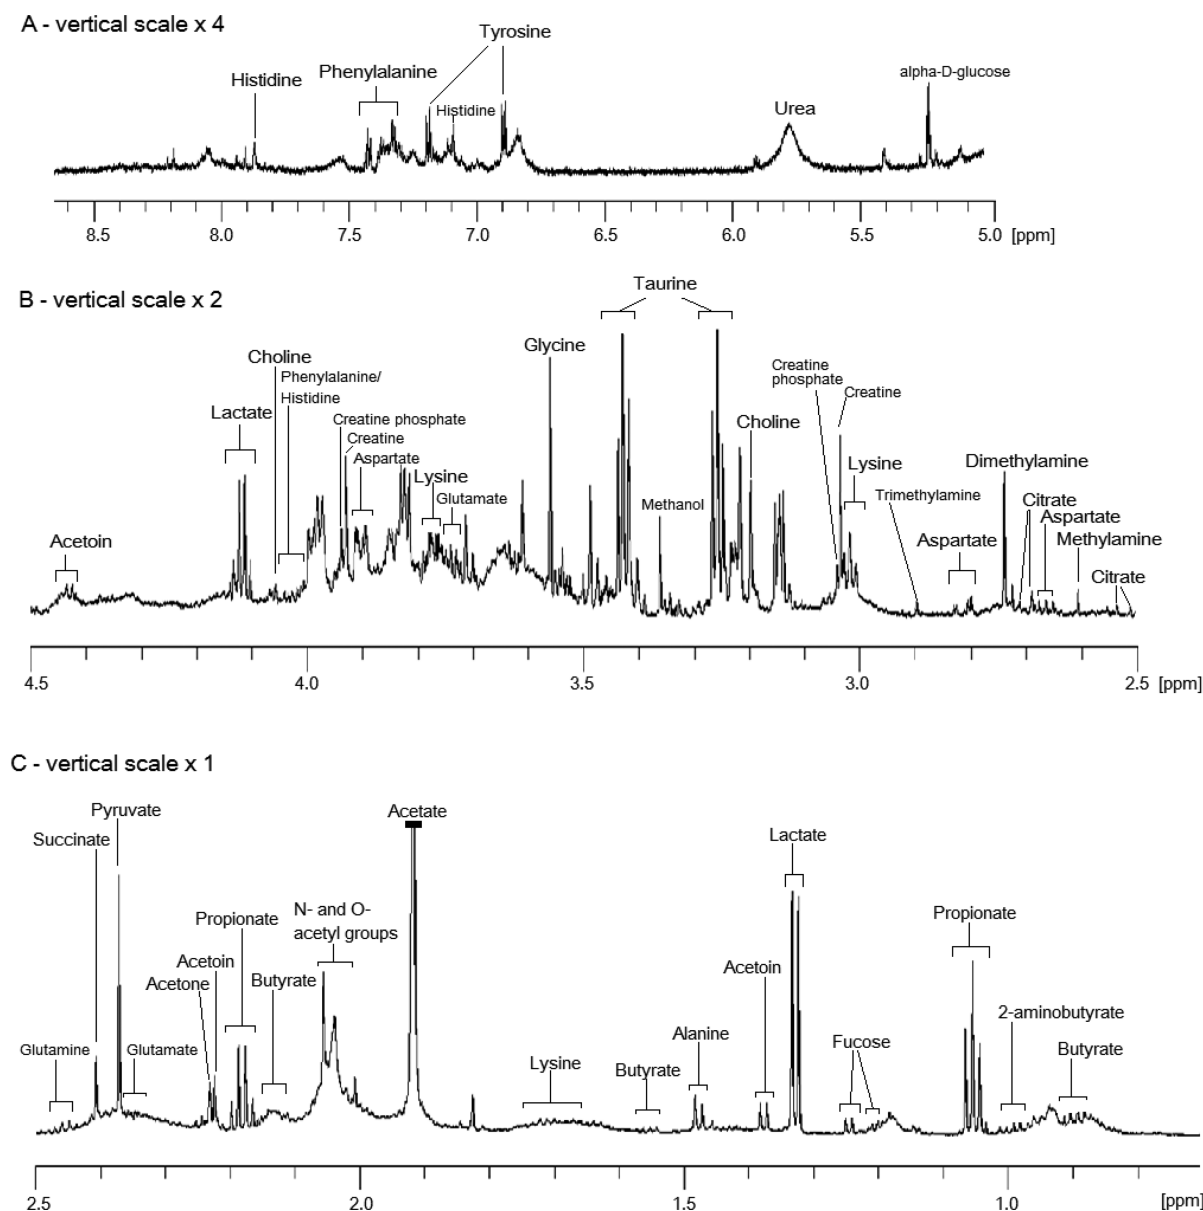 A - vertical scale x 4
Tyrosine
Phenylalanine
Histidine
alpha-D-glucose
Histidine
Urea
8.5 8.0 7.5 7.0 6.5 6.0 5.5 5.0 [ppm]
B - vertical scale x 2
Taurine
Glycine
Choline
Phenylalanine/
Histidine
Lactate
Creatine phosphate
Creatine
Aspartate
Lysine
Glutamate
Acetoin
Methanol
Choline
Creatine
phosphate
Creatine
Lysine
Trimethylamine
Dimethylamine
Aspartate
Citrate
Aspartate
Methylamine
Citrate
4.5 4.0 3.5 3.0 2.5 [ppm]
C - vertical scale x 1
Pyruvate
Succinate
Acetate
Lactate
Propionate
N- and O-
acetyl groups
Propionate
Acetoin
Acetone
Butyrate
Acetoin
2-aminobutyrate
Glutamine
Glutamate
Lysine
Butyrate
Alanine
Fucose
Butyrate
2.5 2.0 1.5 1.0 [ppm]